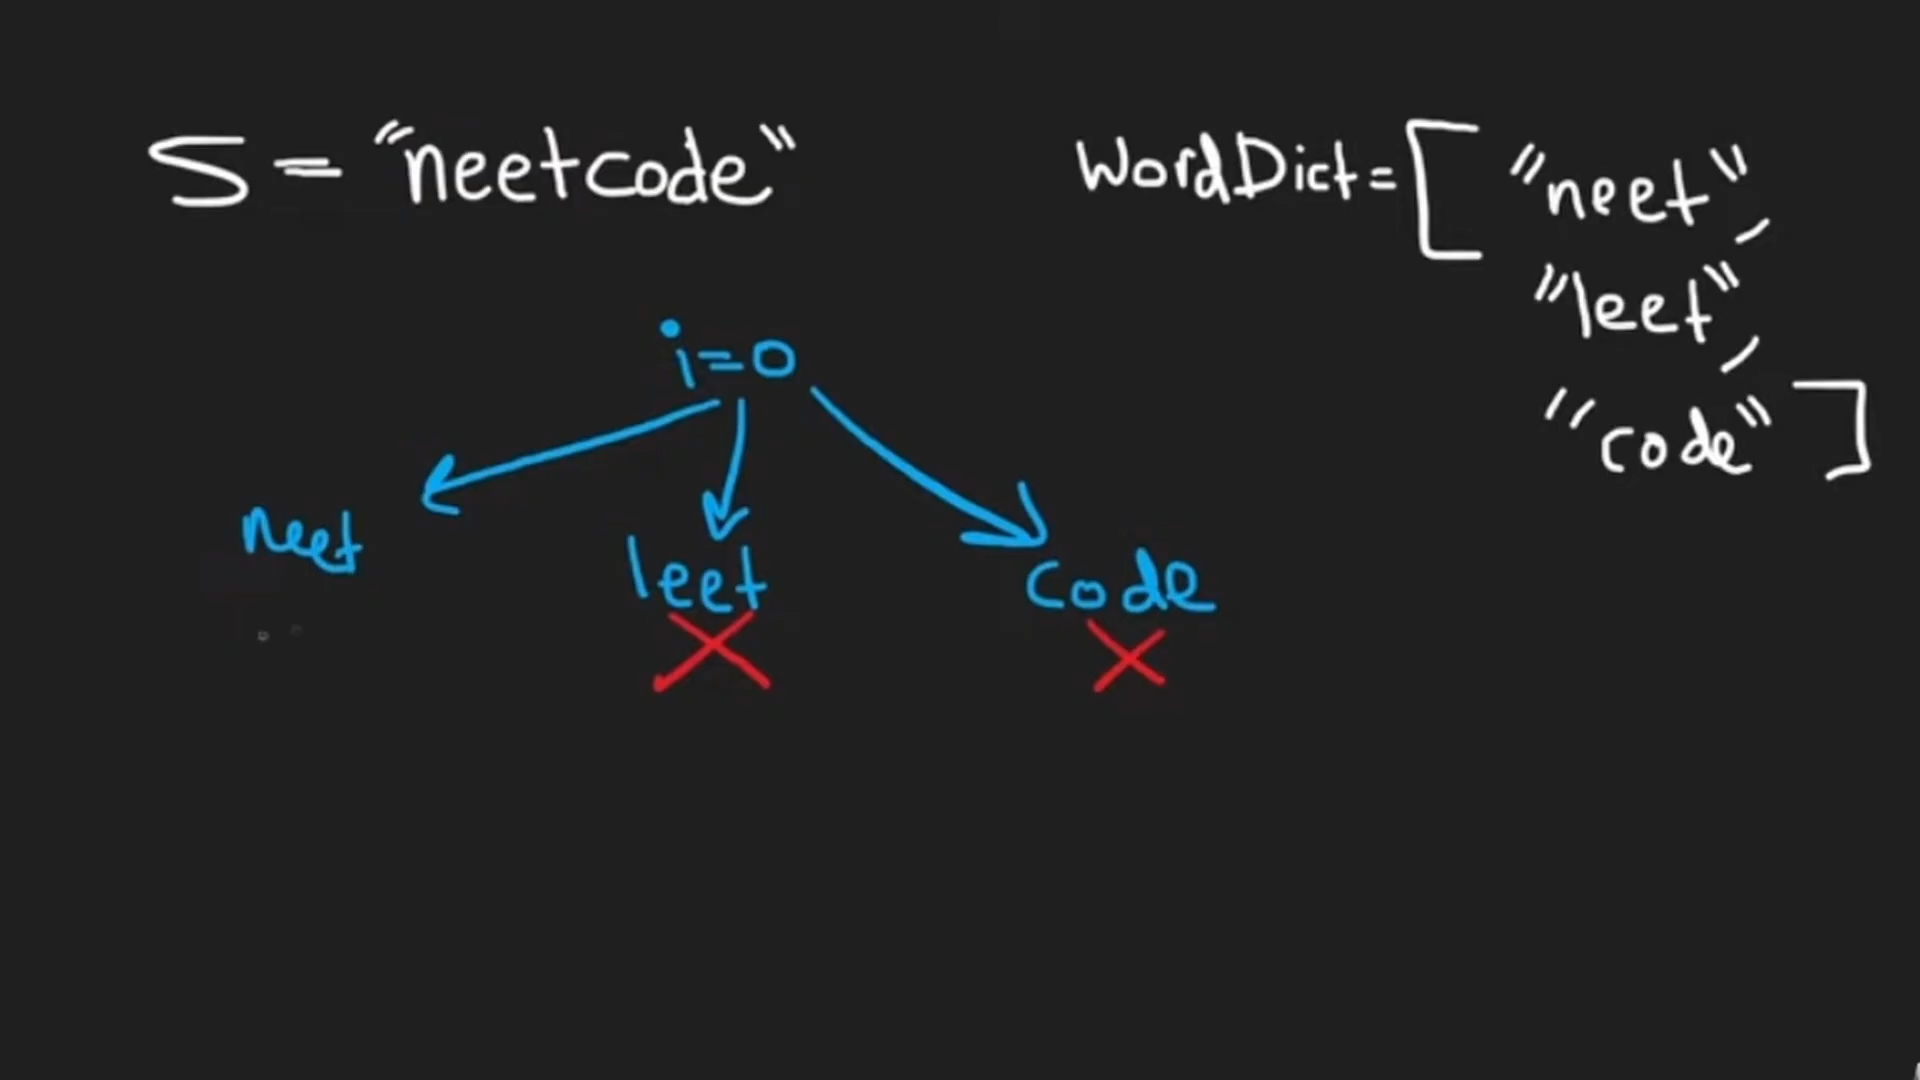 S = "neetcode"
WordDict = [ "neet",
"leet",
"code" ]
i=0
neet
leet
code